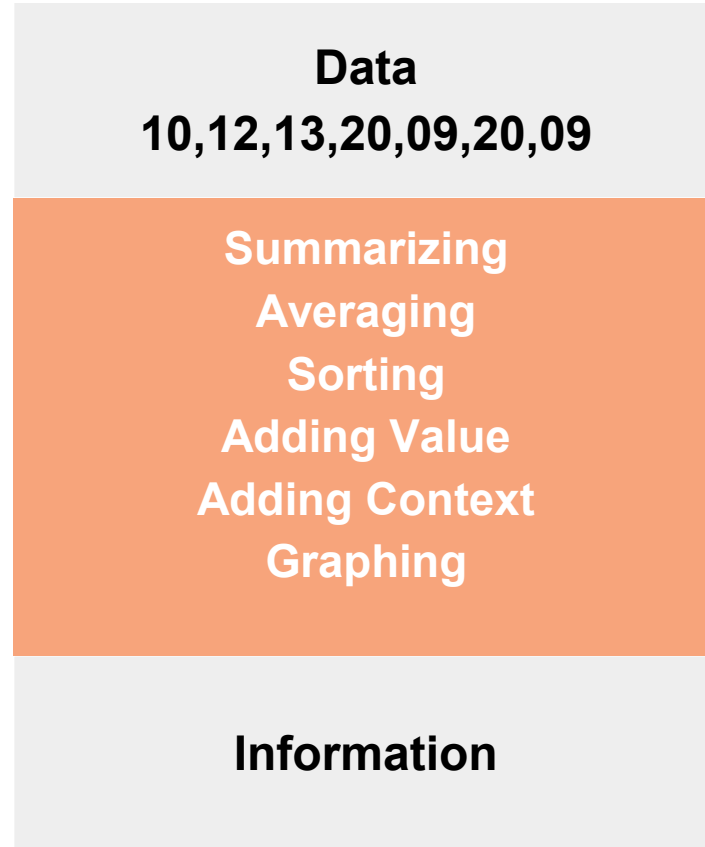 Data
10,12,13,20,09,20,09
Summarizing
Averaging
Sorting
Adding Value
Adding Context
Graphing
Information